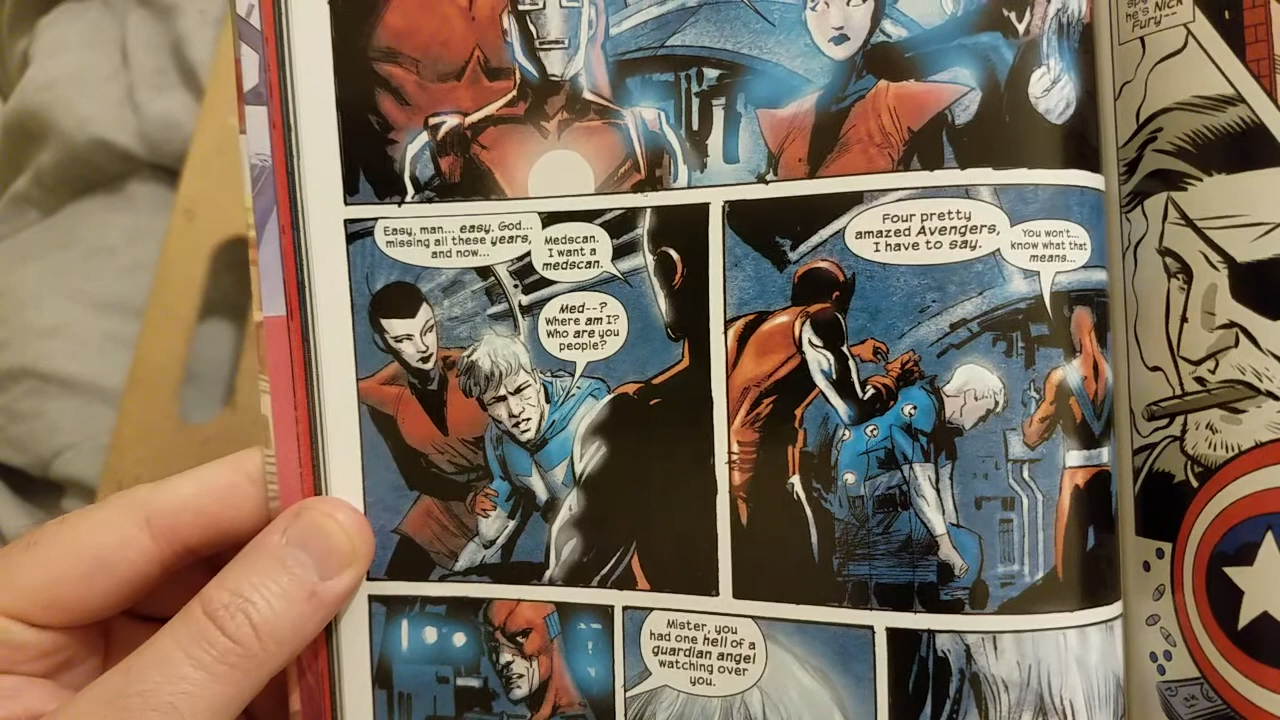 Easy, man... easy. God...
missing all these years,
and now...
Medscan.
I want a
medscan.
Med--?
Where am I?
Who are you
people?
Four pretty
amazed Avengers,
I have to say.
You won't...
know what that
means...
Mister, you
had one hell of a
guardian angel
watching over
you.
he's Nick
Fury--